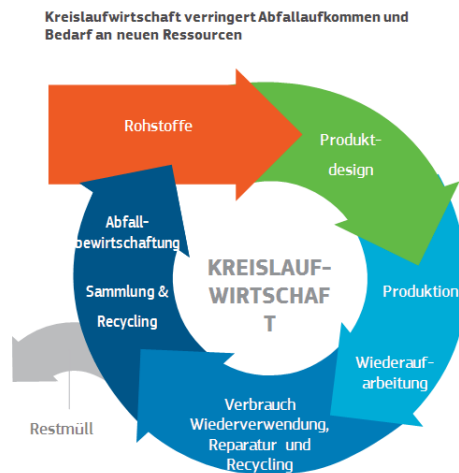 Kreislaufwirtschaft verringert Abfallaufkommen und
Bedarf an neuen Ressourcen
Rohstoffe
Produkt-
design
Abfall-
bewirtschaftung
Sammlung &
Recycling
KREISLAUF-
WIRTSCHAF
T
Produktion
Wiederauf-
arbeitung
Verbrauch
Wiederverwendung,
Reparatur und
Recycling
Restmüll